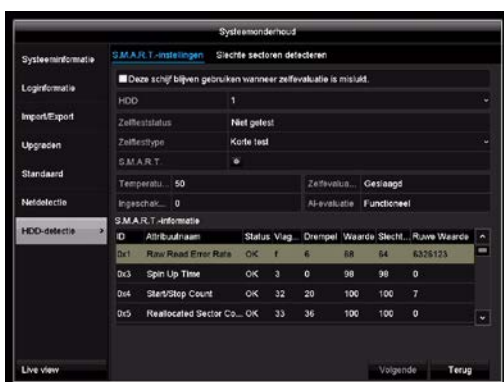 Systeemonderhoud
Systeeminformatie
Loginformatie
Import/Export
Upgraden
Standaard
Netdetectie
HDD-detectie >
Live view
S.M.A.R.T.-instellingen Slechte sectoren detecteren
Deze schijf blijven gebruiken wanneer zelfevaluatie is mislukt.
HDD 1
Zelfteststatus Niet getest
Zelftesttype Korte test
S.M.A.R.T.
Temperatu... 50 Zelfevalua... Geslaagd
Ingeschak... 0 Al-evaluatie Functioneel
S.M.A.R.T.-informatie
ID Attribuutnaam Status Vlag... Drempel Waarde Slecht... Ruwe Waarde
0x1 Raw Read Error Rate OK f 6 68 64 6325123
0x3 Spin Up Time OK 3 0 98 98 0
0x4 Start/Stop Count OK 32 20 100 100 7
0x5 Reallocated Sector Co... OK 33 36 100 100 0
Volgende Terug